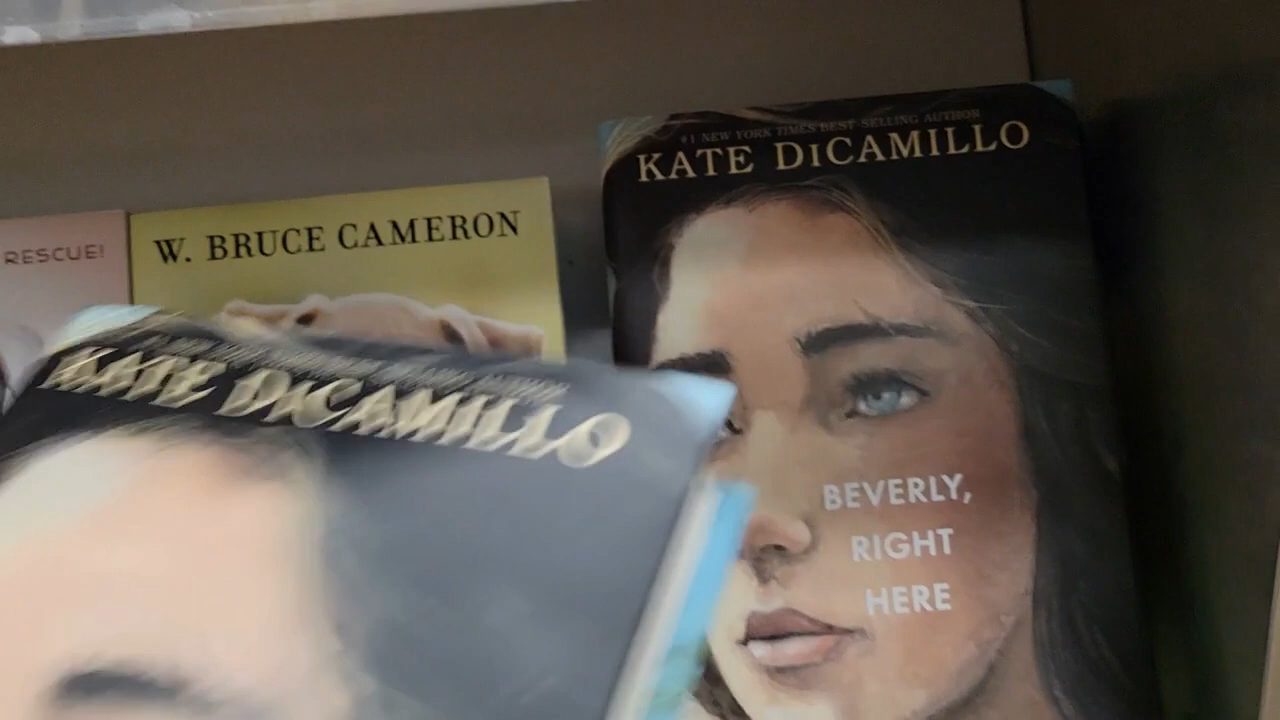 RESCUE!
W. BRUCE CAMERON
KATE DiCAMILLO
#1 NEW YORK TIMES BEST-SELLING AUTHOR
KATE DiCAMILLO
BEVERLY,
RIGHT
HERE